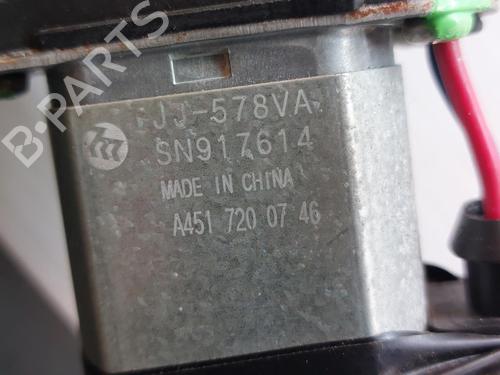 JJ-578VA
SN917614
MADE IN CHINA
A451 720 07 46
B-PARTS